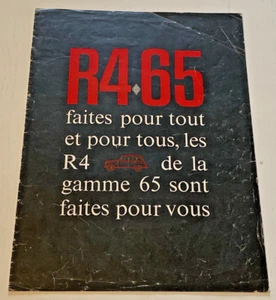 R4 65
faites pour tout
et pour tous, les
R4 de la
gamme 65 sont
faites pour vous